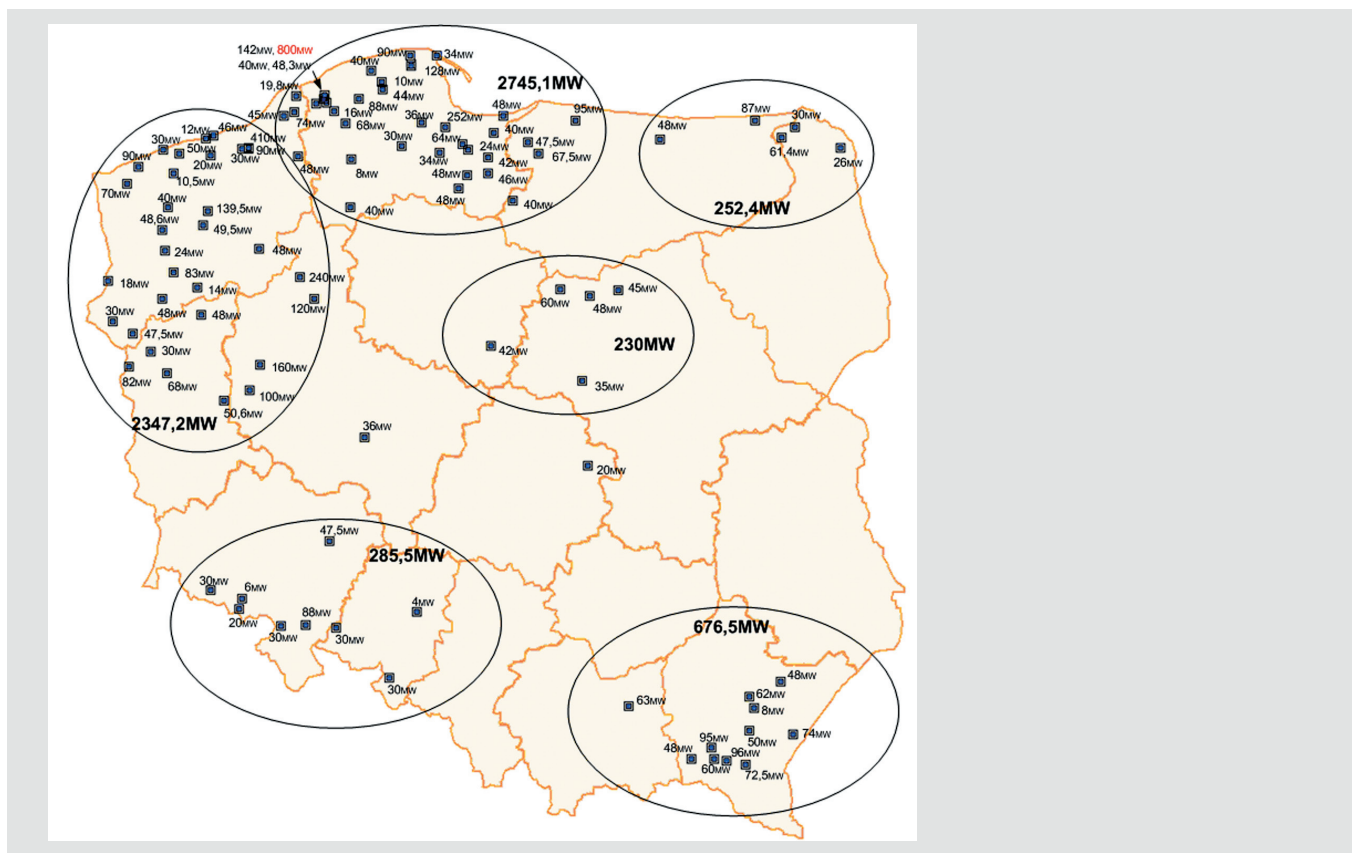 142MW, 800MW
40MW, 48,3MW
90MW
34MW
40MW
128MW
2745,1MW
10MW
19,8MW
44MW
88MW
48MW
95MW
87MW
30MW
45MW
74MW
16MW
68MW
36MW
252MW
48MW
61,4MW
26MW
12MW
46MW
410MW
30MW
50MW
20MW
30MW
90MW
30MW
64MW
24MW
40MW
47,5MW
90MW
48MW
34MW
42MW
67,5MW
70MW
10,5MW
8MW
48MW
46MW
40MW
139,5MW
48MW
40MW
40MW
252,4MW
48,6MW
49,5MW
24MW
48MW
18MW
83MW
14MW
240MW
60MW
48MW
45MW
30MW
48MW
48MW
120MW
47,5MW
30MW
42MW
230MW
82MW
68MW
160MW
35MW
50,6MW
100MW
2347,2MW
36MW
20MW
47,5MW
285,5MW
30MW
6MW
20MW
88MW
4MW
30MW
30MW
676,5MW
30MW
48MW
63MW
62MW
8MW
50MW
74MW
95MW
48MW
96MW
60MW
72,5MW